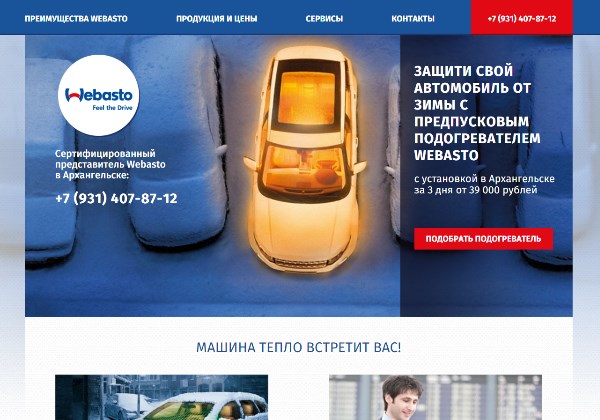 ПРЕИМУЩЕСТВА WEBASTO
ПРОДУКЦИЯ И ЦЕНЫ
СЕРВИСЫ
КОНТАКТЫ
+7 (931) 407-87-12
Webasto
Feel the Drive
Сертифицированный
представитель Webasto
в Архангельске:
+7 (931) 407-87-12
ЗАЩИТИ СВОЙ
АВТОМОБИЛЬ ОТ
ЗИМЫ С
ПРЕДПУСКОВЫМ
ПОДОГРЕВАТЕЛЕМ
WEBASTO
с установкой в Архангельске
за 3 дня от 39 000 рублей
ПОДОБРАТЬ ПОДОГРЕВАТЕЛЬ
МАШИНА ТЕПЛО ВСТРЕТИТ ВАС!